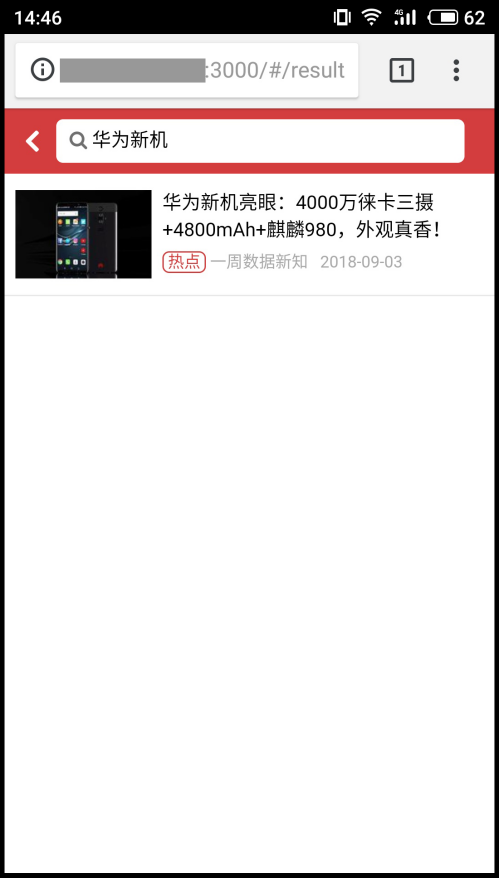 14:46
4G
62
:3000/#/result
1
华为新机
华为新机亮眼：4000万徕卡三摄
+4800mAh+麒麟980，外观真香！
热点 一周数据新知 2018-09-03